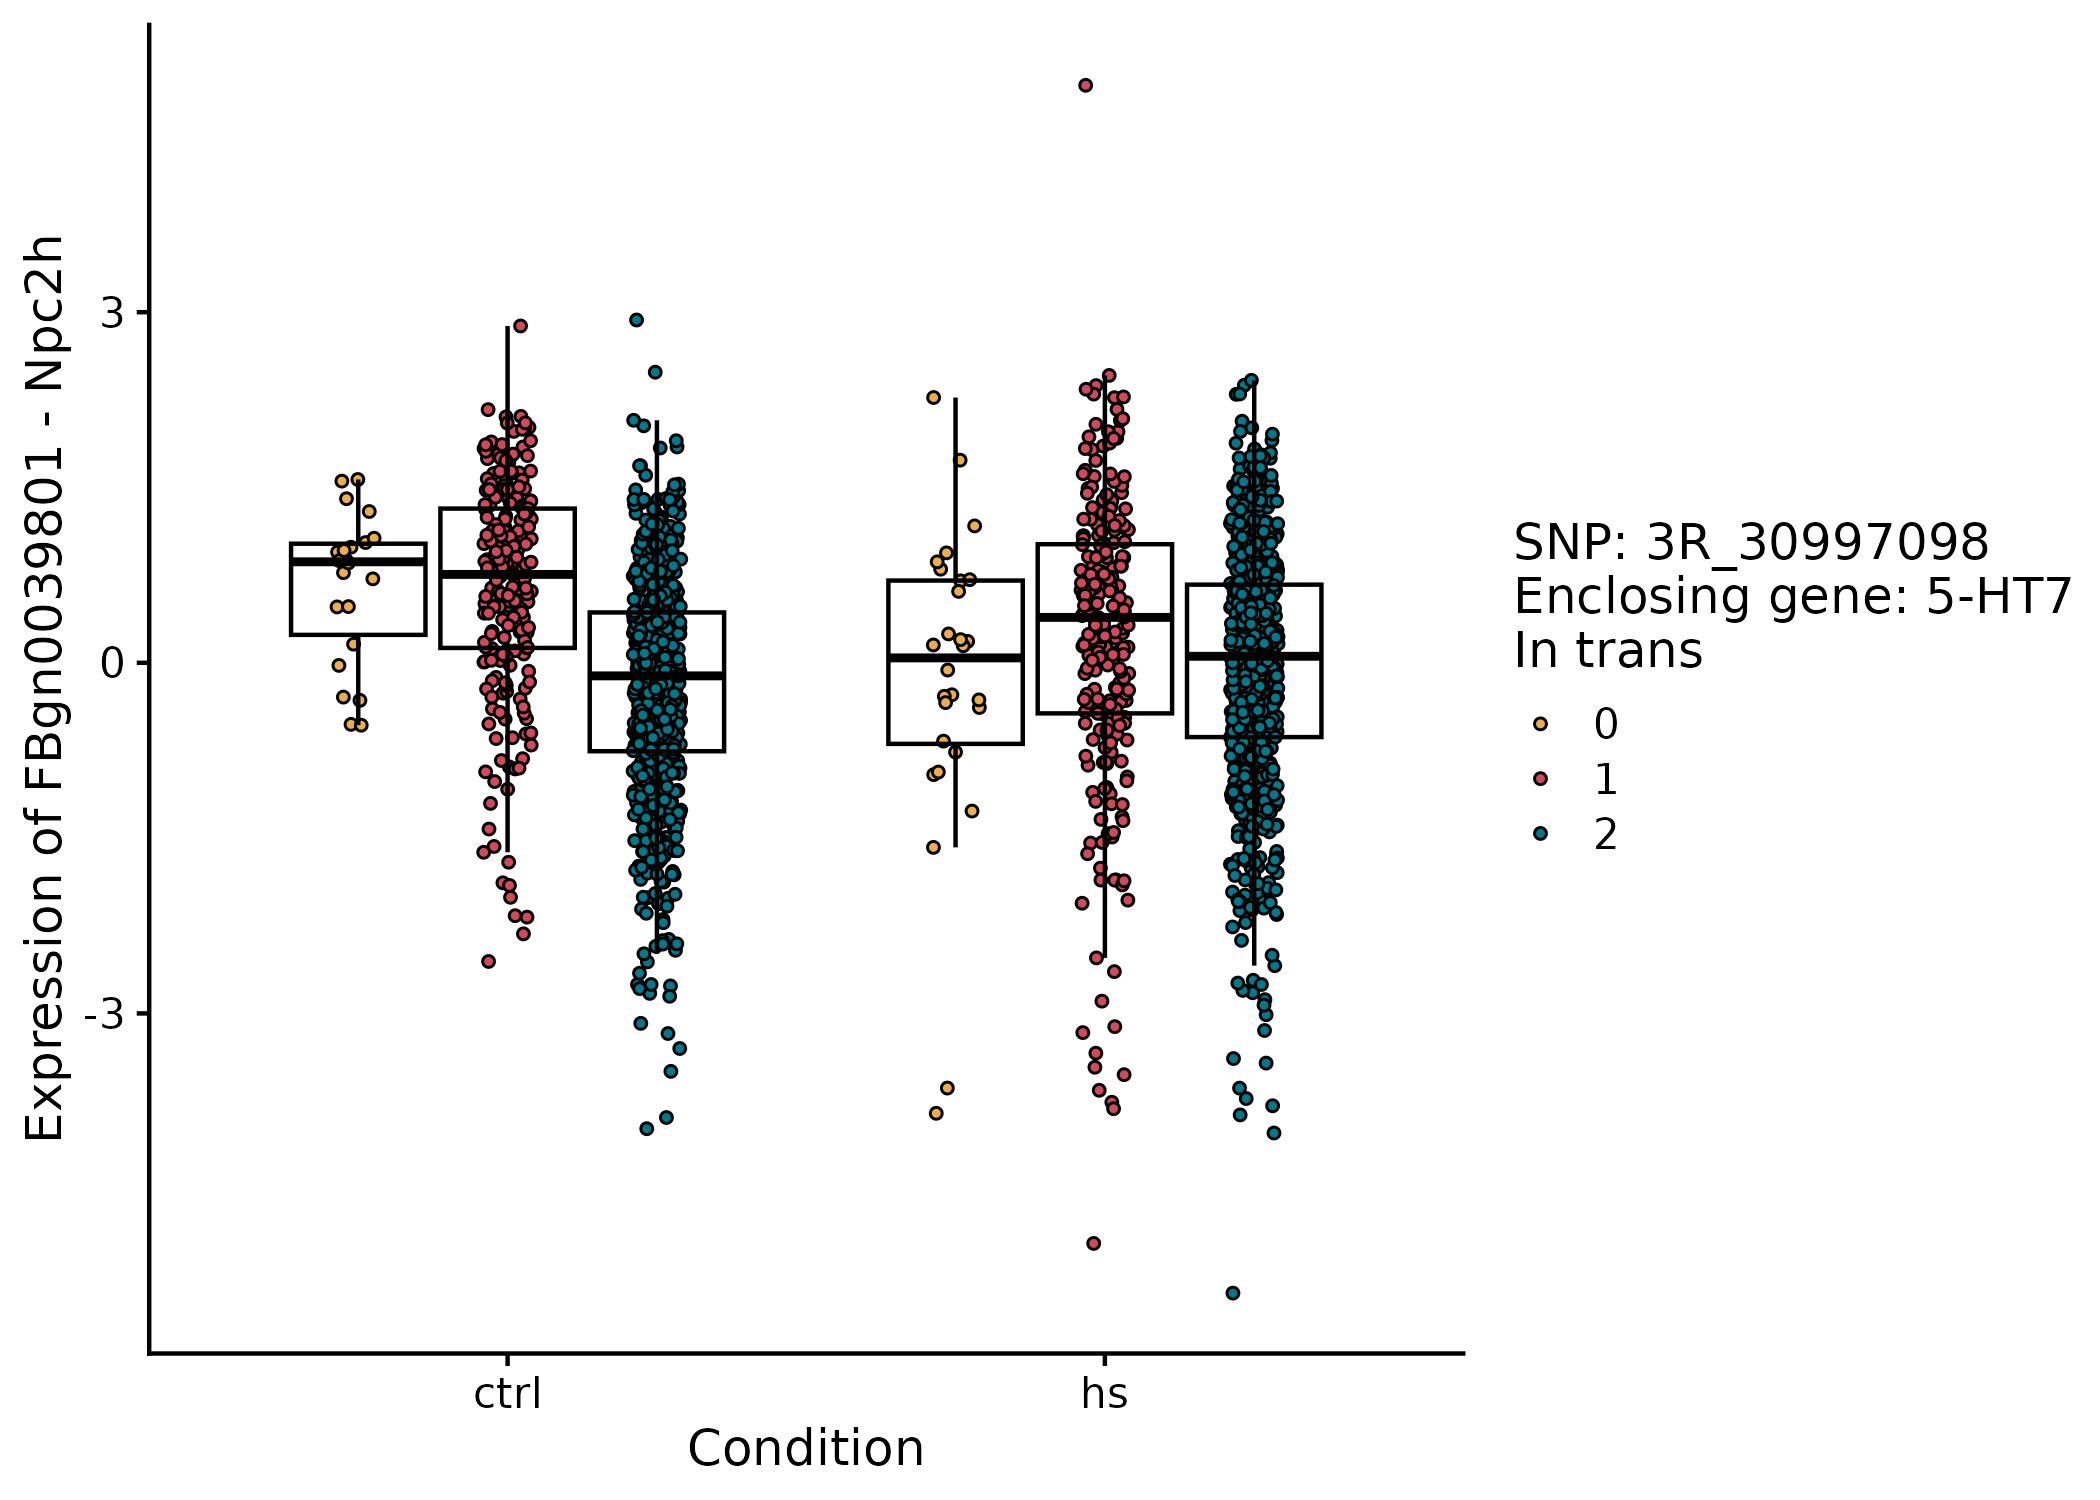 Expression of FBgn0039801 - Npc2h
3
0
-3
ctrl
hs
Condition
SNP: 3R_30997098
Enclosing gene: 5-HT7
In trans
0
1
2